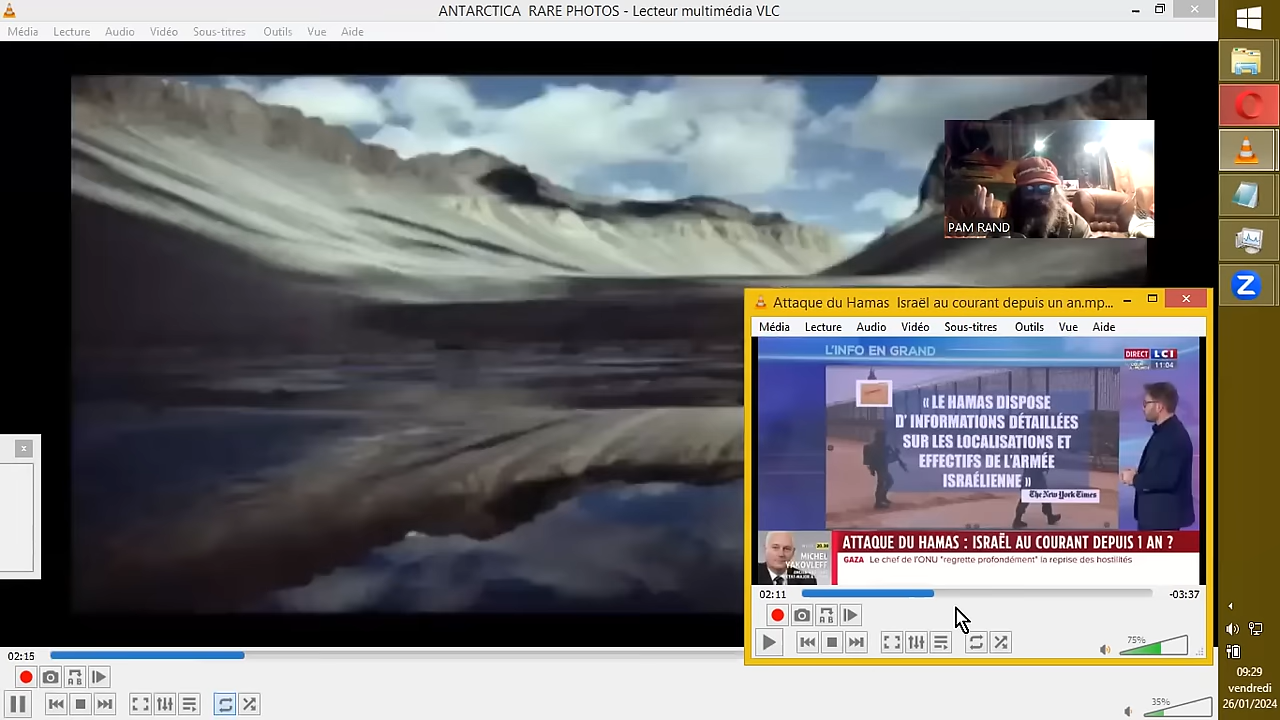 ANTARCTICA  RARE PHOTOS - Lecteur multimédia VLC
Média Lecture Audio Vidéo Sous-titres Outils Vue Aide
PAM RAND
Attaque du Hamas  Israël au courant depuis un an.mp...
Média Lecture Audio Vidéo Sous-titres Outils Vue Aide
L'INFO EN GRAND
DIRECT LCI
11:04
« LE HAMAS DISPOSE
D' INFORMATIONS DÉTAILLÉES
SUR LES LOCALISATIONS ET
EFFECTIFS DE L'ARMÉE
ISRAÉLIENNE »
The New York Times
ATTAQUE DU HAMAS : ISRAËL AU COURANT DEPUIS 1 AN ?
MICHEL
YAKOVLEFF
GAZA Le chef de l'ONU "regrette profondément" la reprise des hostilités
02:11 -03:37
75%
02:15
35%
09:29
vendredi
26/01/2024